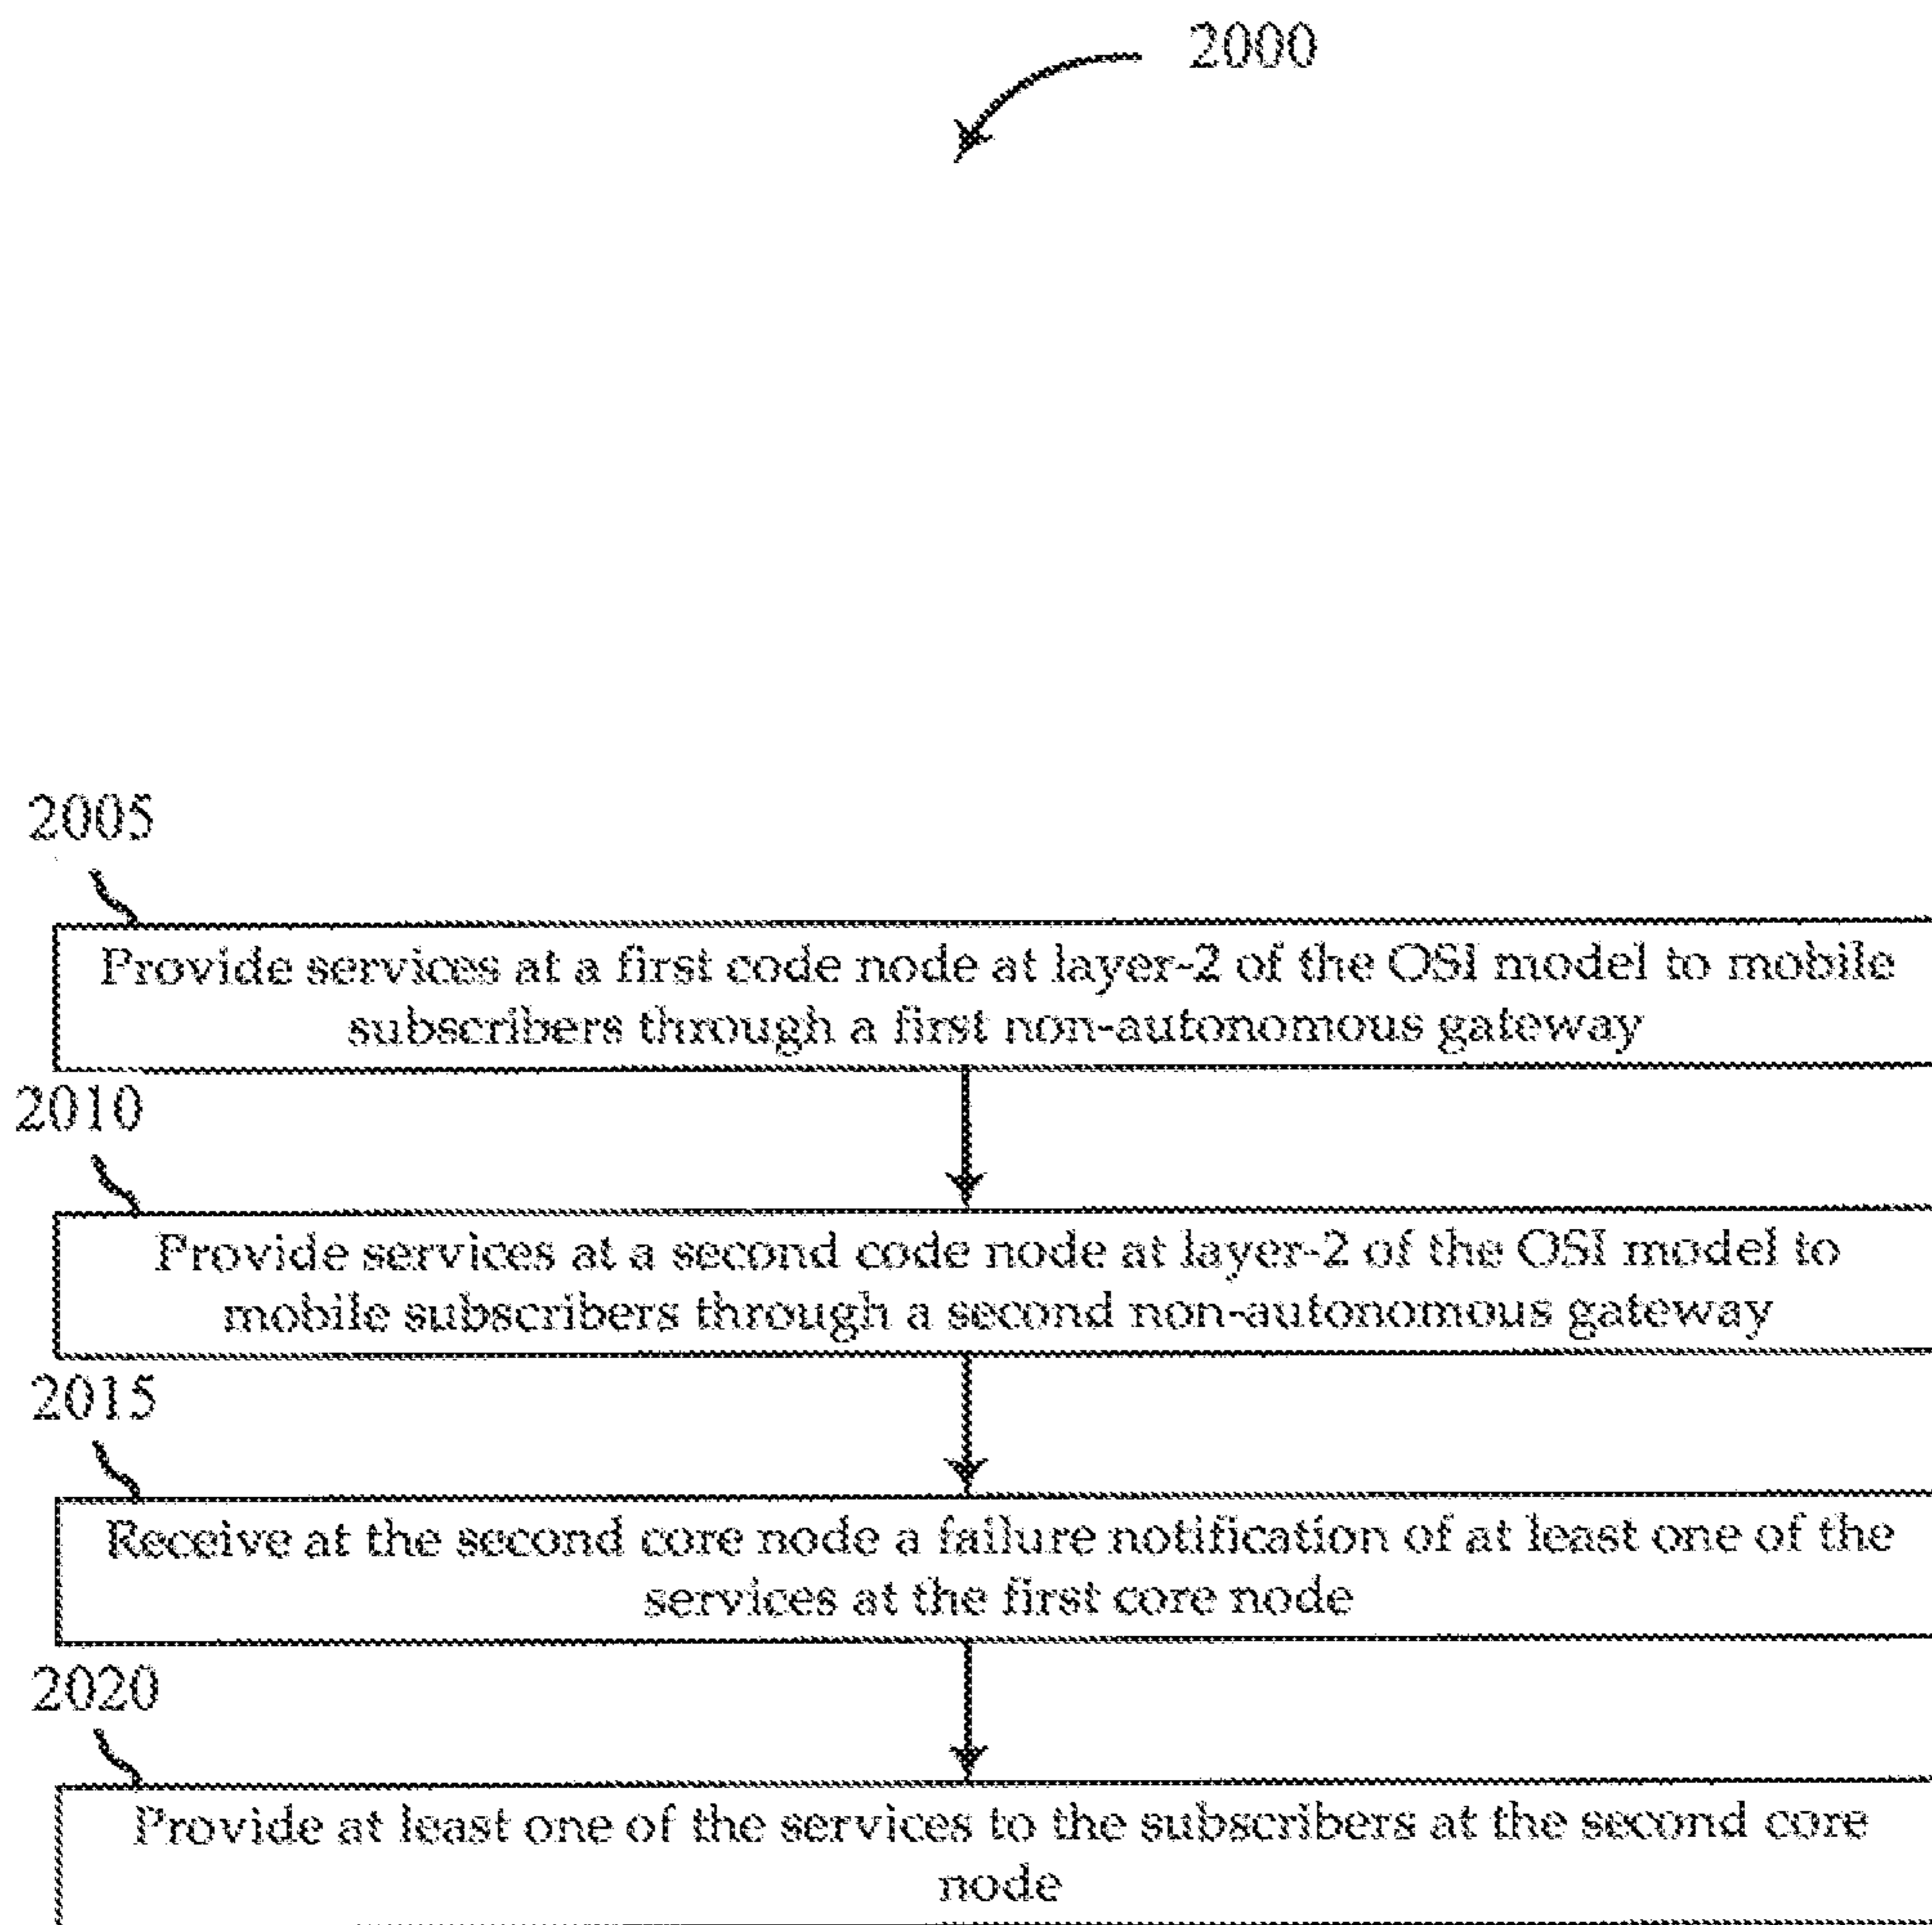 2000
2005
Provide services at a first code node at layer-2 of the OSI model to mobile
subscribers through a first non-autonomous gateway
2010
Provide services at a second code node at layer-2 of the OSI model to
mobile subscribers through a second non-autonomous gateway
2015
Receive at the second core node a failure notification of at least one of the
services at the first core node
2020
Provide at least one of the services to the subscribers at the second core
node